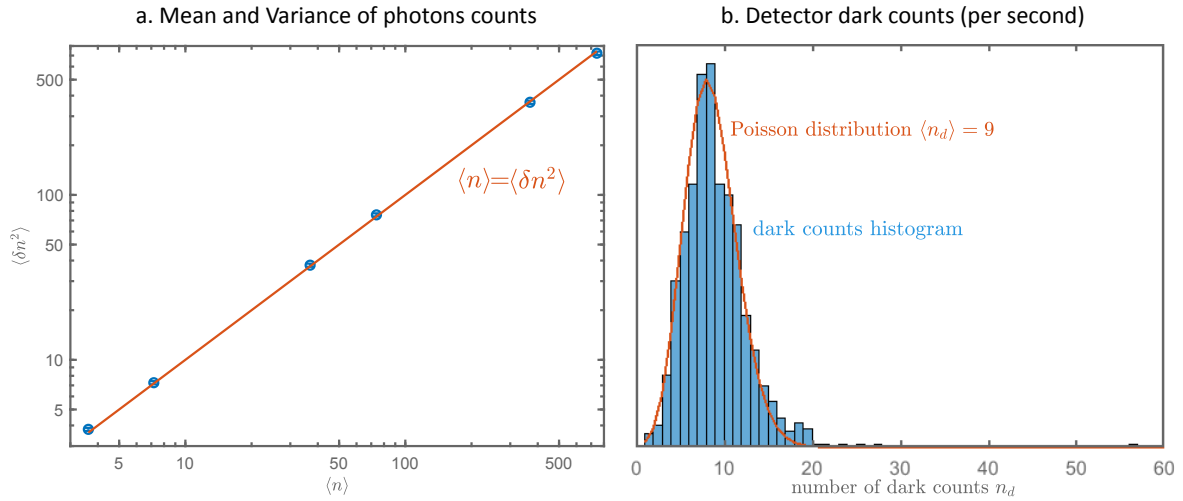 a. Mean and Variance of photons counts
500
100
50
10
5
⟨δn²⟩
⟨n⟩=⟨δn²⟩
5 10 50 100 500
⟨n⟩
b. Detector dark counts (per second)
Poisson distribution ⟨n_d⟩ = 9
dark counts histogram
0 10 20 30 40 50 60
number of dark counts n_d